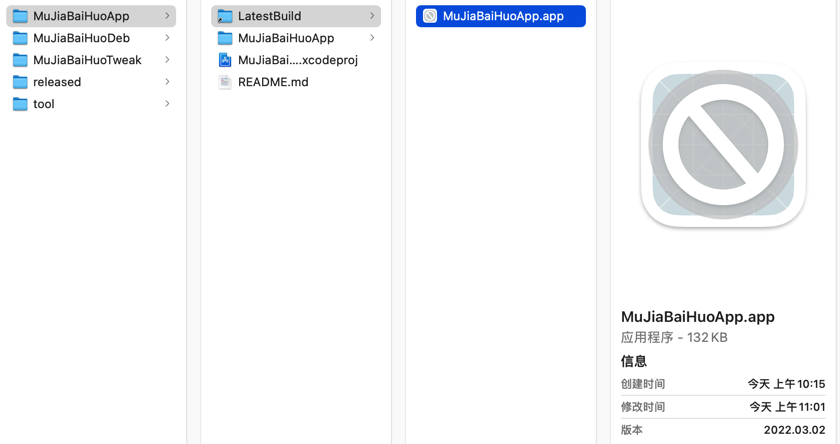 MuJiaBaiHuoApp
MuJiaBaiHuoDeb
MuJiaBaiHuoTweak
released
tool
LatestBuild
MuJiaBaiHuoApp
MuJiaBai....xcodeproj
README.md
MuJiaBaiHuoApp.app
MuJiaBaiHuoApp.app
应用程序 - 132 KB
信息
创建时间 今天 上午10:15
修改时间 今天 上午11:01
版本 2022.03.02